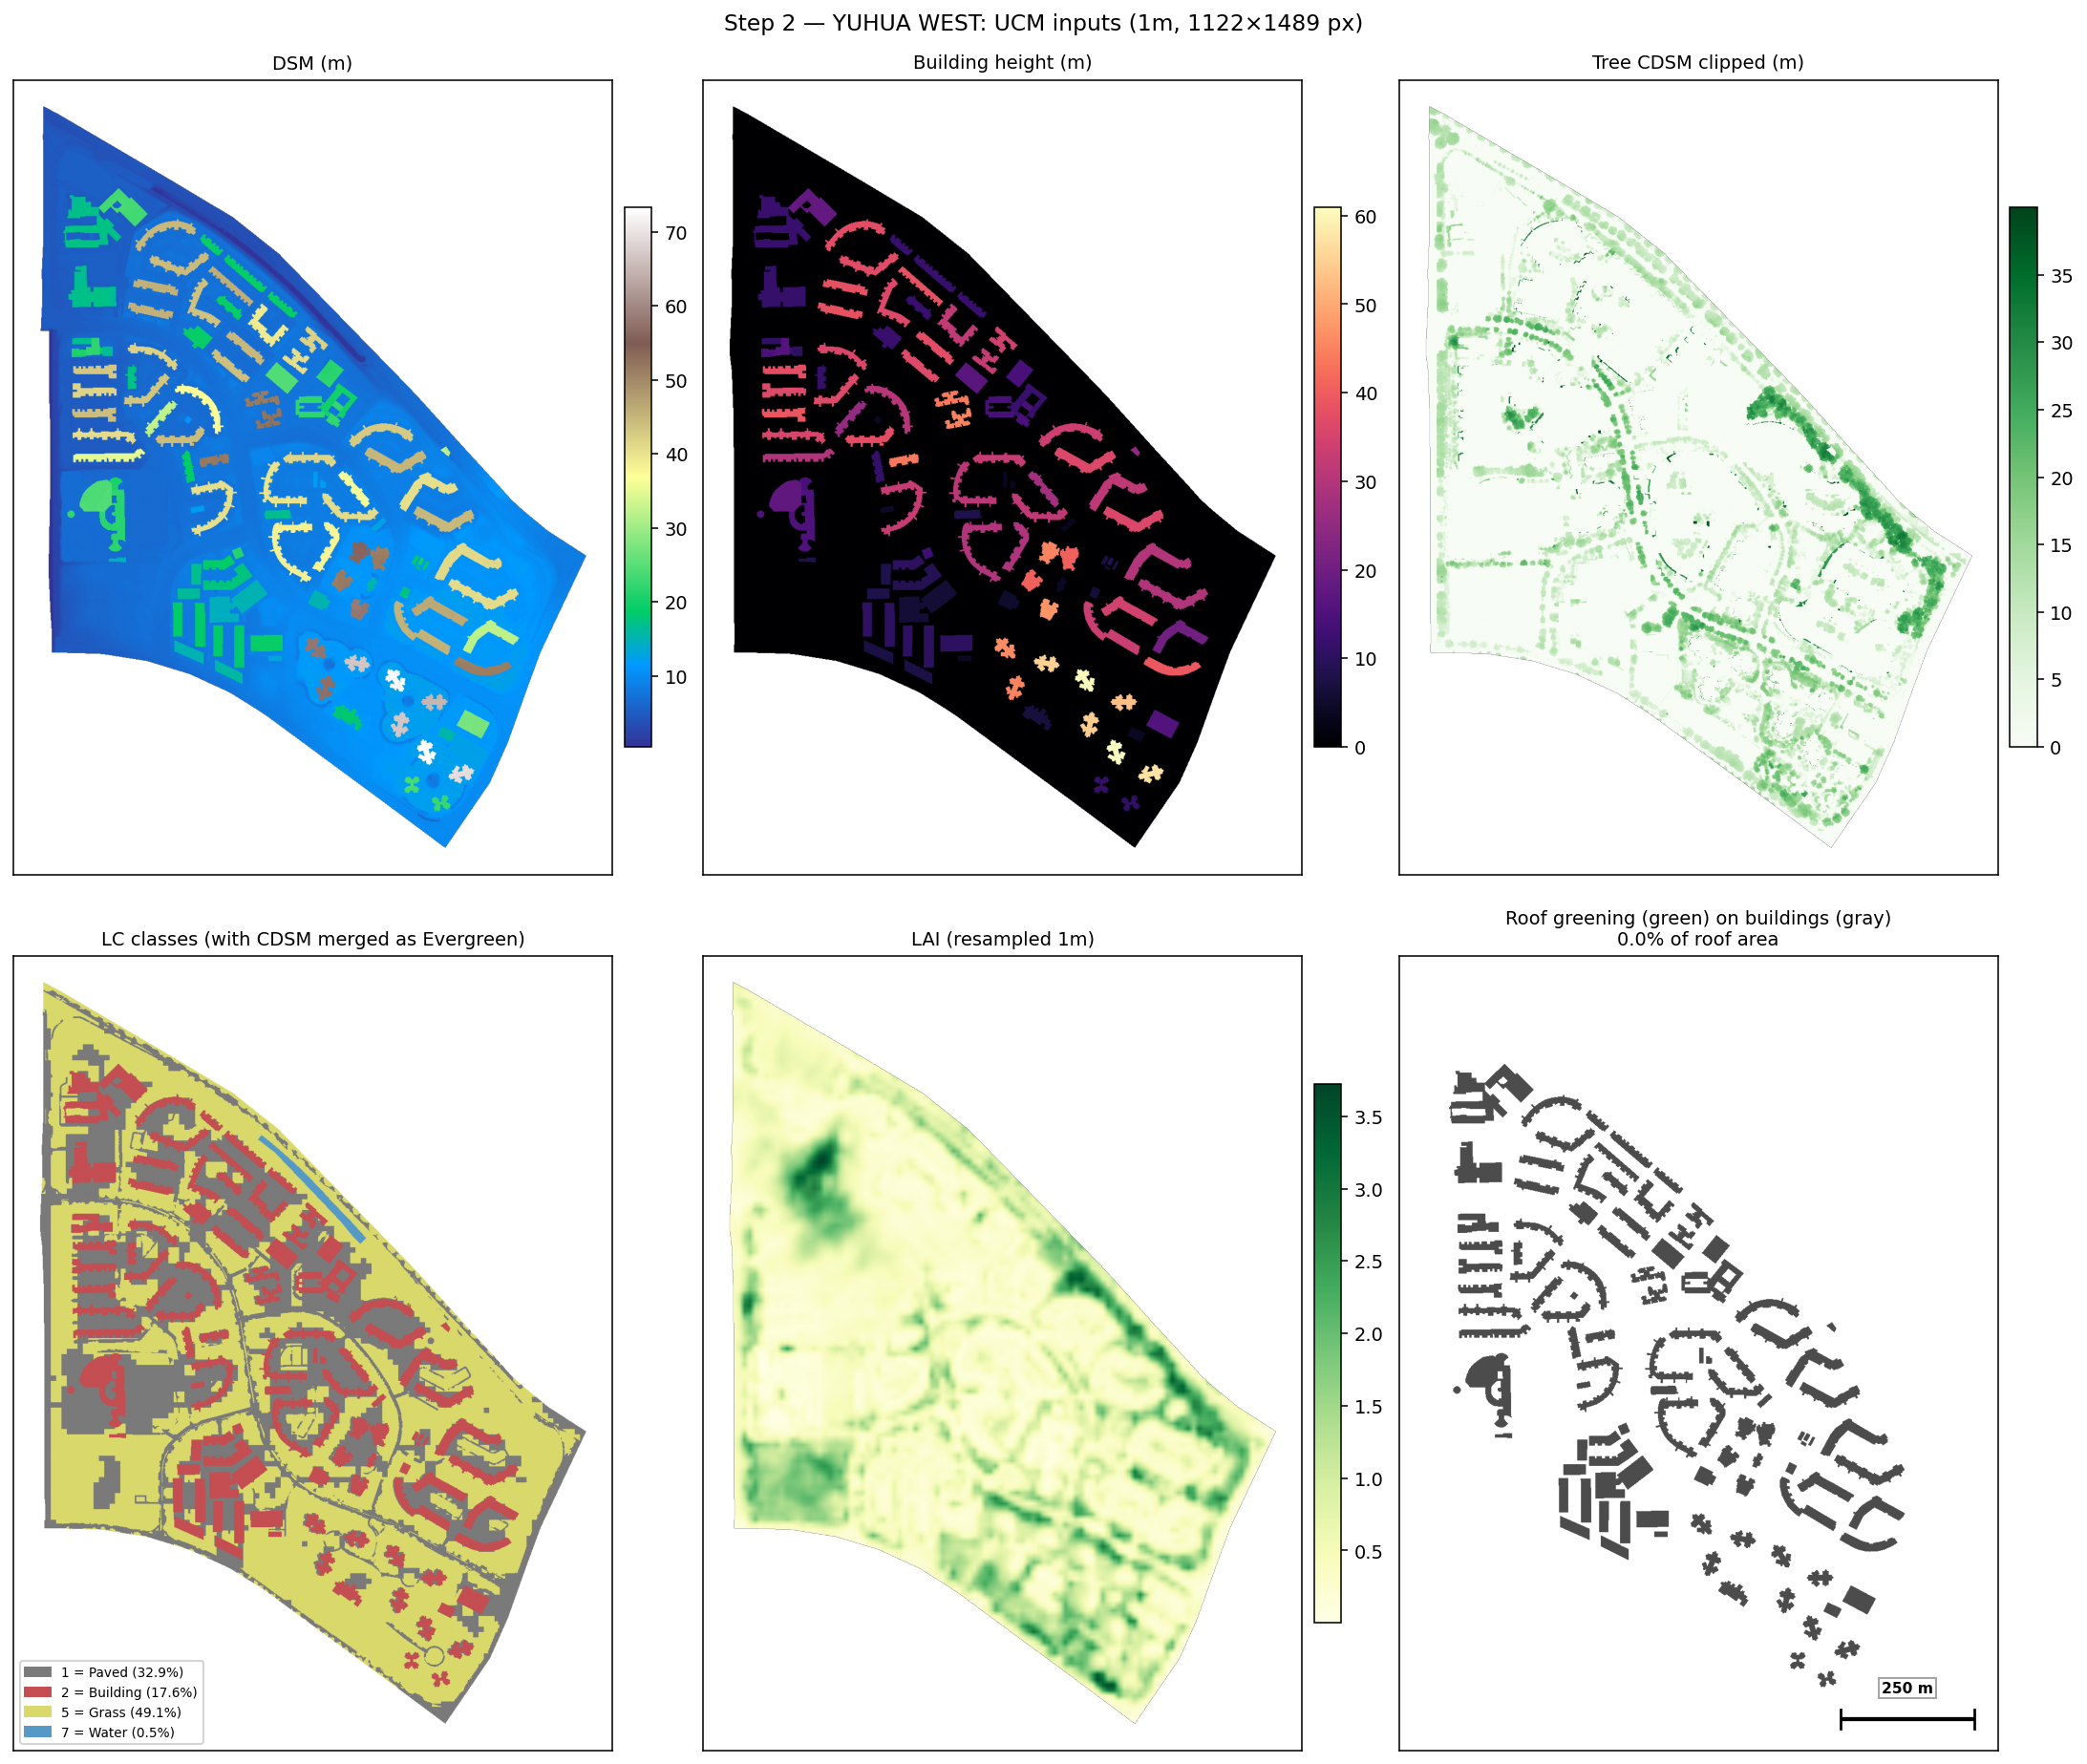 Step 2 — YUHUA WEST: UCM inputs (1m, 1122×1489 px)
DSM (m)
70
60
50
40
30
20
10
Building height (m)
60
50
40
30
20
10
0
Tree CDSM clipped (m)
35
30
25
20
15
10
5
0
LC classes (with CDSM merged as Evergreen)
1 = Paved (32.9%)
2 = Building (17.6%)
5 = Grass (49.1%)
7 = Water (0.5%)
LAI (resampled 1m)
3.5
3.0
2.5
2.0
1.5
1.0
0.5
Roof greening (green) on buildings (gray)
0.0% of roof area
250 m